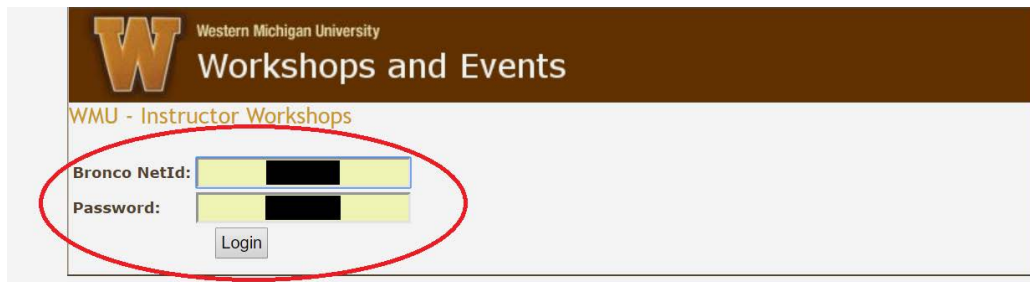 W
Western Michigan University
Workshops and Events
WMU - Instructor Workshops
Bronco NetId:
Password:
Login